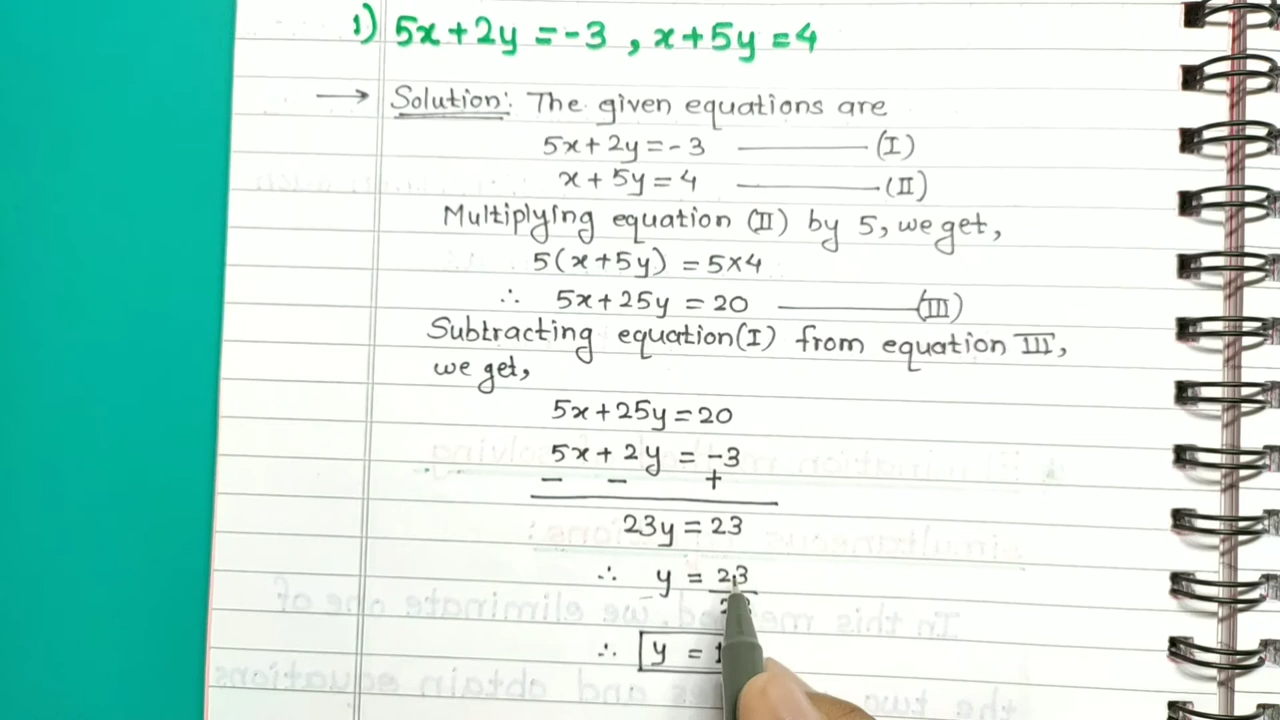 1) 5x+2y=-3, x+5y=4
→ Solution: The given equations are
5x+2y=-3 ——— (I)
x+5y=4 ——— (II)
Multiplying equation (II) by 5, we get,
5(x+5y) = 5×4
∴ 5x+25y = 20 ——— (III)
Subtracting equation(I) from equation III,
we get,
5x+25y=20
5x+2y = -3
- - +
23y = 23
∴ y = 23
∴ y = 1